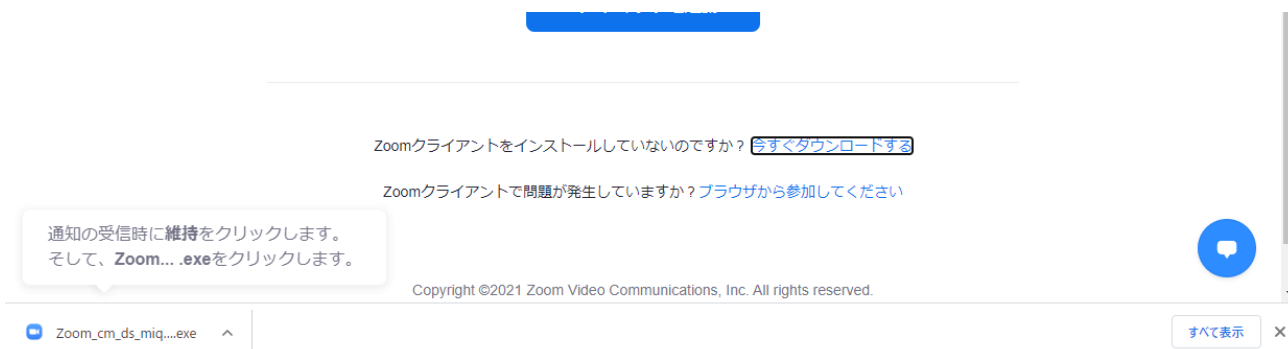 Zoomクライアントをインストールしていないのですか? 今すぐダウンロードする
Zoomクライアントで問題が発生していますか?ブラウザから参加してください
通知の受信時に維持をクリックします。
そして、Zoom... .exeをクリックします。
Copyright ©2021 Zoom Video Communications, Inc. All rights reserved.
Zoom_cm_ds_miq....exe
すべて表示